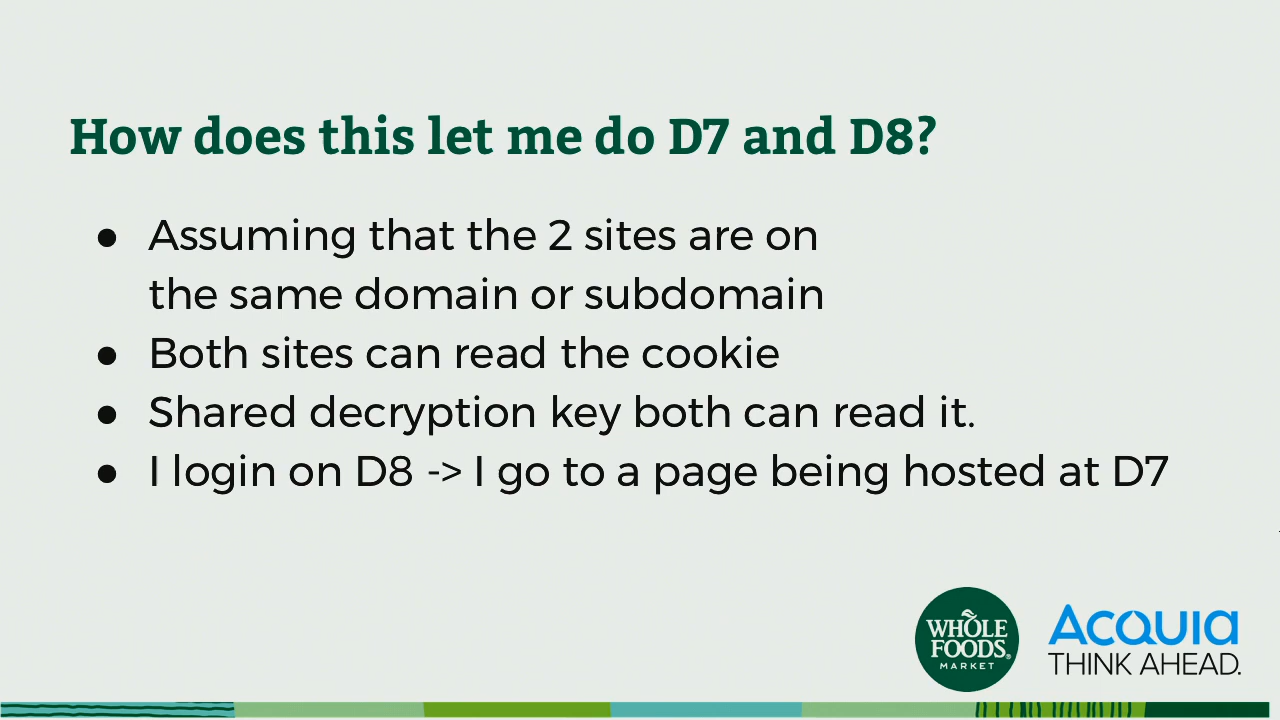 How does this let me do D7 and D8?
● Assuming that the 2 sites are on
the same domain or subdomain
● Both sites can read the cookie
● Shared decryption key both can read it.
● I login on D8 -> I go to a page being hosted at D7
WHOLE
FOODS®
MARKET
ACQUIA
THINK AHEAD.